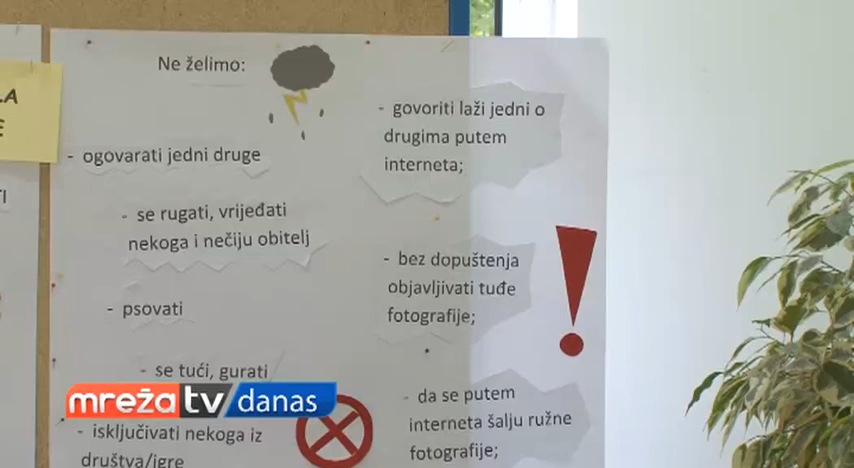 LA
E
TI
Ne želimo:
- ogovarati jedni druge
- se rugati, vrijeđati
nekoga i nečiju obitelj
- psovati
- se tući, gurati
- isključivati nekoga iz
društva/igre
- govoriti laži jedni o
drugima putem
interneta;
- bez dopuštenja
objavljivati tuđe
fotografije;
- da se putem
interneta šalju ružne
fotografije;
mreža tv danas